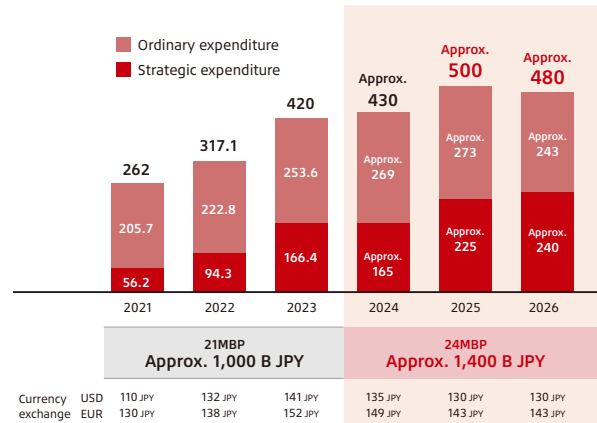 Ordinary expenditure
Strategic expenditure
262
205.7
56.2
317.1
222.8
94.3
420
253.6
166.4
Approx.
430
Approx.
269
Approx.
165
Approx.
500
Approx.
273
Approx.
225
Approx.
480
Approx.
243
Approx.
240
2021 2022 2023 2024 2025 2026
21MBP
Approx. 1,000 B JPY
24MBP
Approx. 1,400 B JPY
Currency exchange
USD 110 JPY 132 JPY 141 JPY 135 JPY 130 JPY 130 JPY
EUR 130 JPY 138 JPY 152 JPY 149 JPY 143 JPY 143 JPY